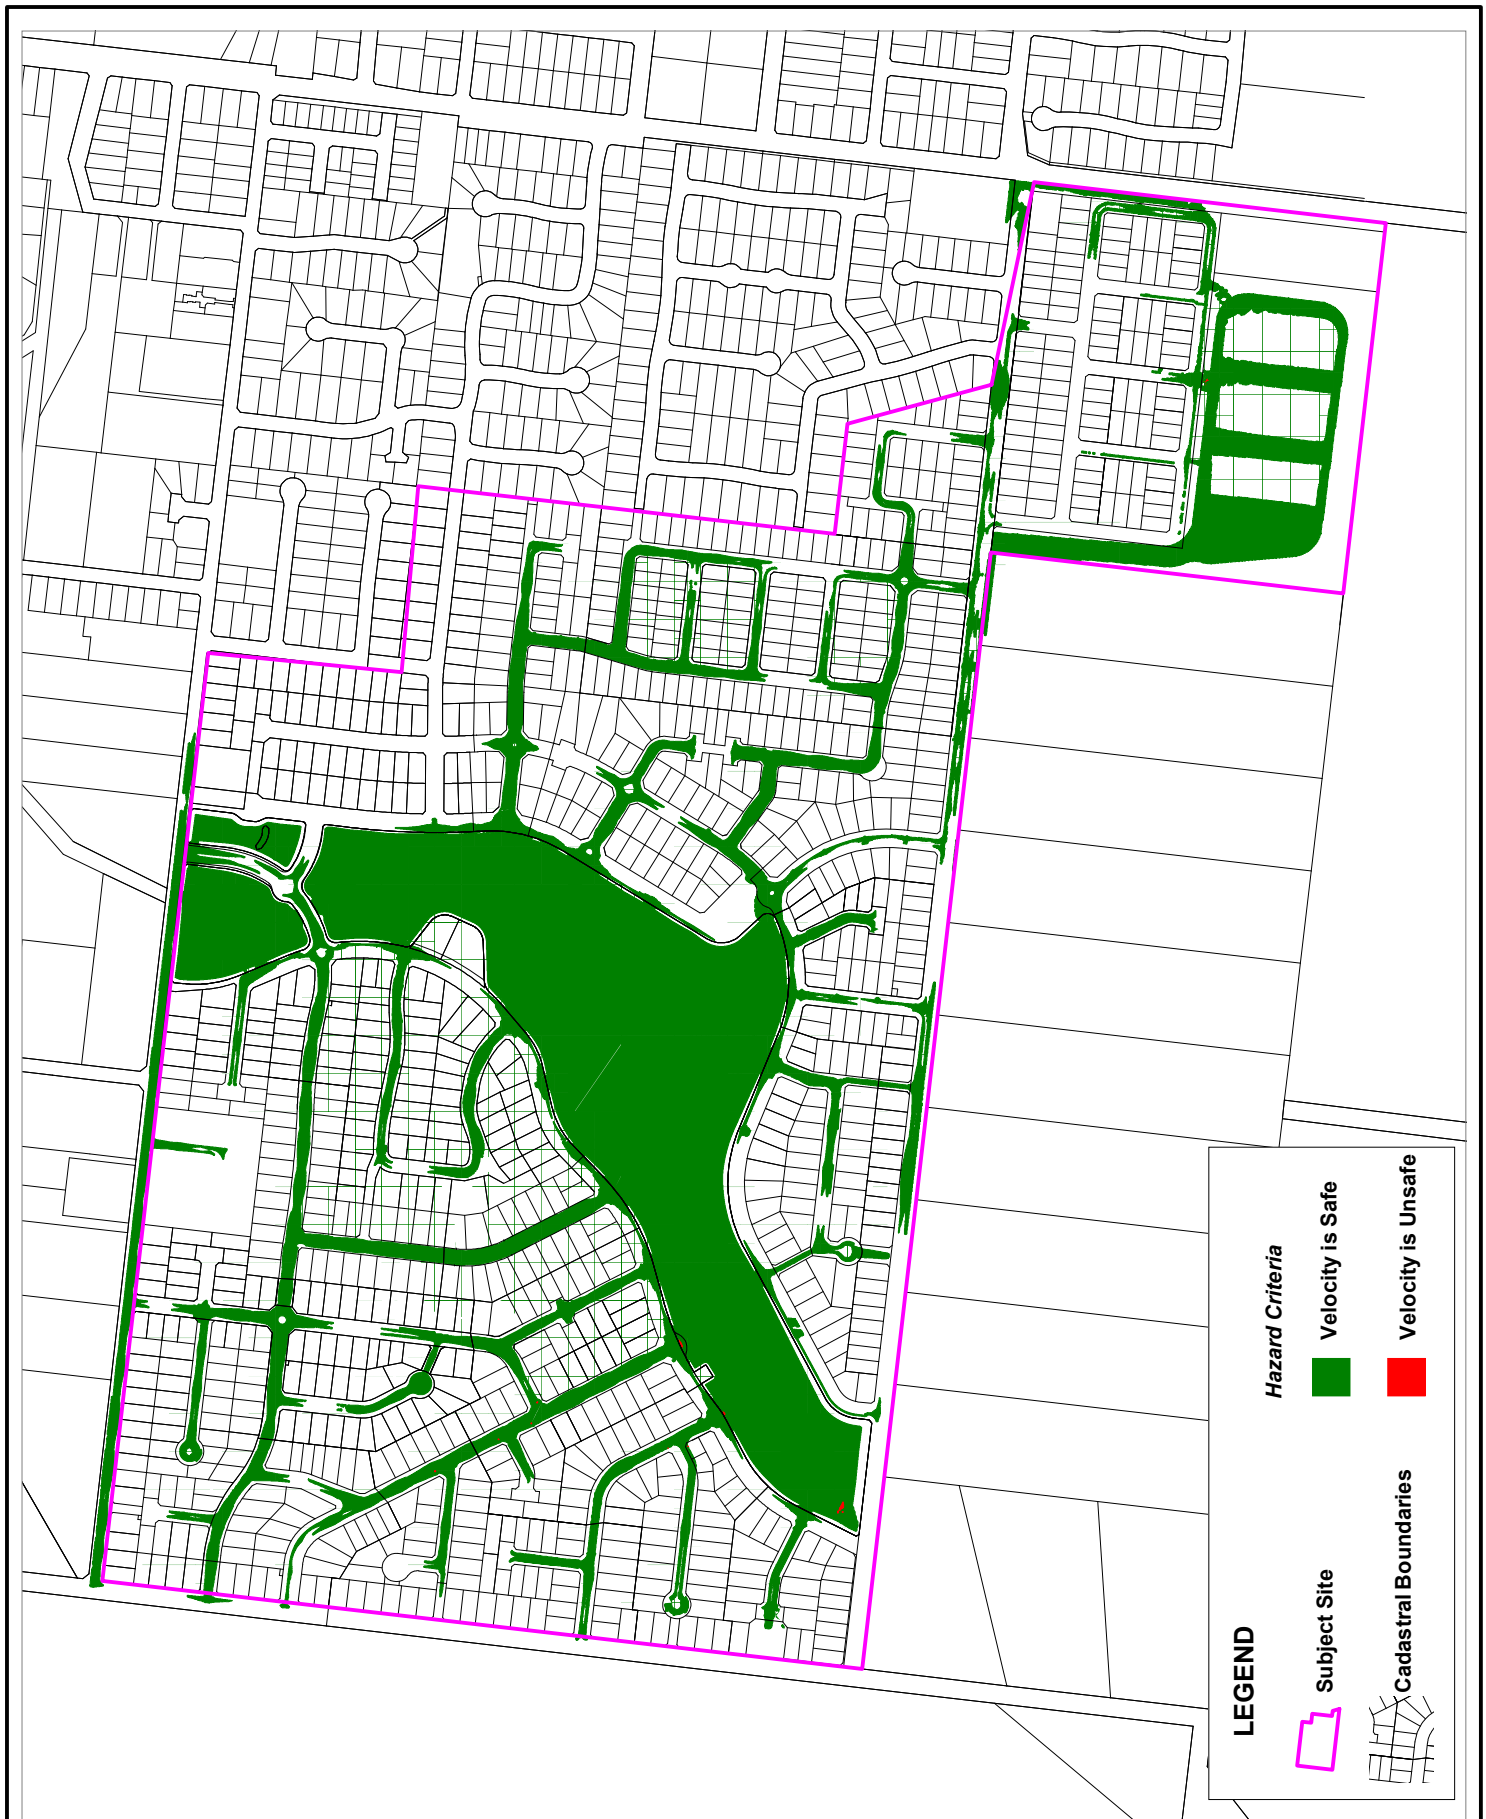 LEGEND
Subject Site
Cadastral Boundaries
Hazard Criteria
Velocity is Safe
Velocity is Unsafe